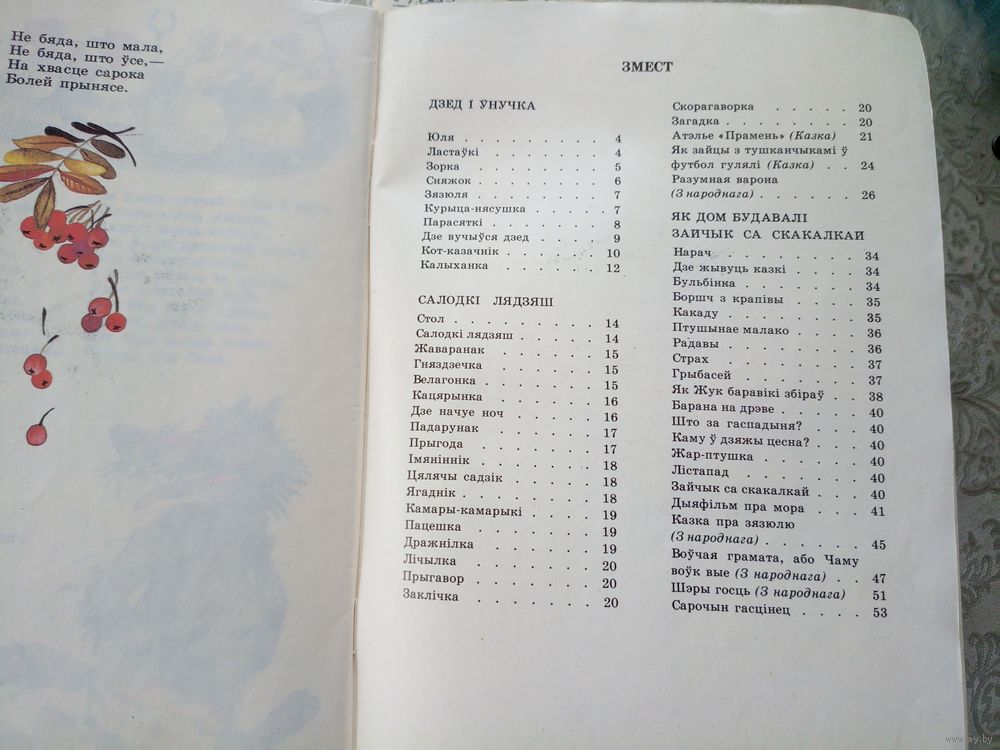 Не бяда, што мала,
Не бяда, што ўсе,—
На хвасце сарока
Болей прынясе.
ЗМЕСТ
ДЗЕД І ЎНУЧКА
Юля . . . . . . . . . 4
Ластаўкі . . . . . . . 4
Зорка . . . . . . . . 5
Сняжок . . . . . . . . 6
Зязюля . . . . . . . . 7
Курыца-нясушка . . . . . 7
Парасяткі . . . . . . . 8
Дзе вучыўся дзед . . . . 9
Кот-казачнік . . . . . . 10
Калыханка . . . . . . 12
САЛОДКІ ЛЯДЗЯШ
Стол . . . . . . . . . 14
Салодкі лядзяш . . . . . 14
Жаваранак . . . . . . 15
Гняздзечка . . . . . . 15
Велагонка . . . . . . . 15
Кацярынка . . . . . . 16
Дзе начуе ноч . . . . . 16
Падарунак . . . . . . 17
Прыгода . . . . . . . 17
Імяніннік . . . . . . . 18
Цялячы садзік . . . . . 18
Ягаднік . . . . . . . . 18
Камары-камарыкі . . . . 19
Пацешка . . . . . . . 19
Дражнілка . . . . . . 19
Лічылка . . . . . . . 20
Прыгавор . . . . . . . 20
Заклічка . . . . . . . 20
Скорагаворка . . . . . 20
Загадка . . . . . . . . 20
Атэлье «Прамень» (Казка) 21
Як зайцы з тушканчыкамі ў
футбол гулялі (Казка) . . 24
Разумная варона
(З народнага) . . . . . . 26
ЯК ДОМ БУДАВАЛІ
ЗАЙЧЫК СА СКАКАЛКАЙ
Нарач . . . . . . . . 34
Дзе жывуць казкі . . . . 34
Бульбінка . . . . . . . 34
Боршч з крапівы . . . . 35
Какаду . . . . . . . . 35
Птушынае малако . . . . 36
Радавы . . . . . . . . 36
Страх . . . . . . . . 37
Грыбасей . . . . . . . 37
Як Жук баравікі збіраў . . 38
Барана на дрэве . . . . . 40
Што за гаспадыня? . . . 40
Каму ў дзяжы цесна? . . . 40
Жар-птушка . . . . . . 40
Лістапад . . . . . . . 40
Зайчык са скакалкай . . . 40
Дыяфільм пра мора . . . 41
Казка пра зязюлю
(З народнага) . . . . . . 45
Воўчая грамата, або Чаму
воўк вые (З народнага) . . 47
Шэры госць (З народнага) 51
Сарочын гасцінец . . . . 53
www.ay.by